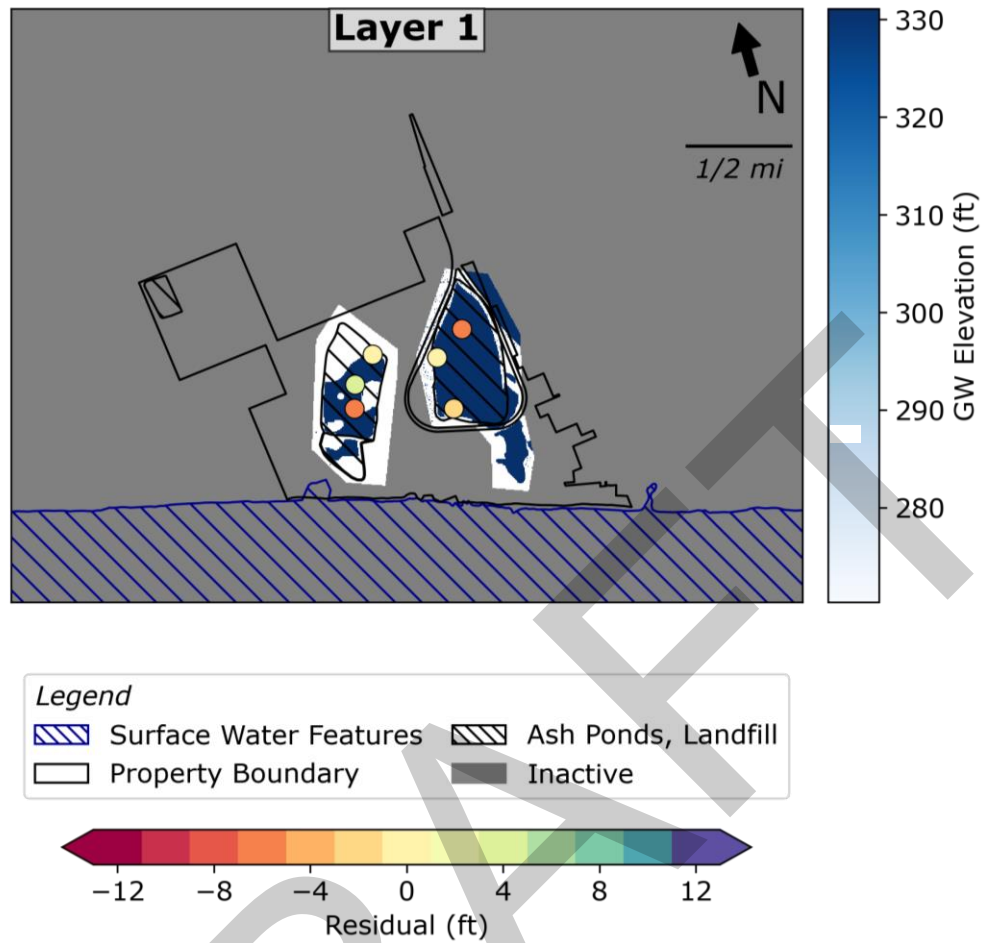 Layer 1
N
1/2 mi
330
320
310
300
290
280
GW Elevation (ft)
Legend
Surface Water Features
Ash Ponds, Landfill
Property Boundary
Inactive
−12 −8 −4 0 4 8 12
Residual (ft)
DRAFT